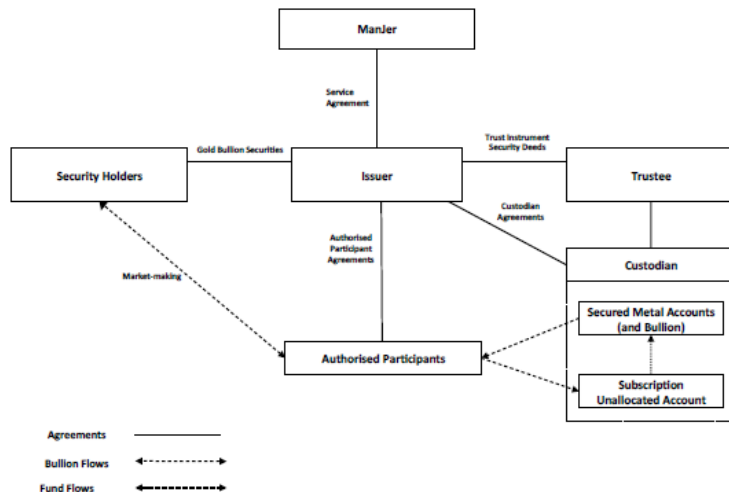 ManJer
Service
Agreement
Gold Bullion Securities
Trust Instrument
Security Deeds
Security Holders
Issuer
Trustee
Custodian
Agreements
Authorised
Participant
Agreements
Market-making
Custodian
Secured Metal Accounts
(and Bullion)
Authorised Participants
Subscription
Unallocated Account
Agreements
Bullion Flows
Fund Flows